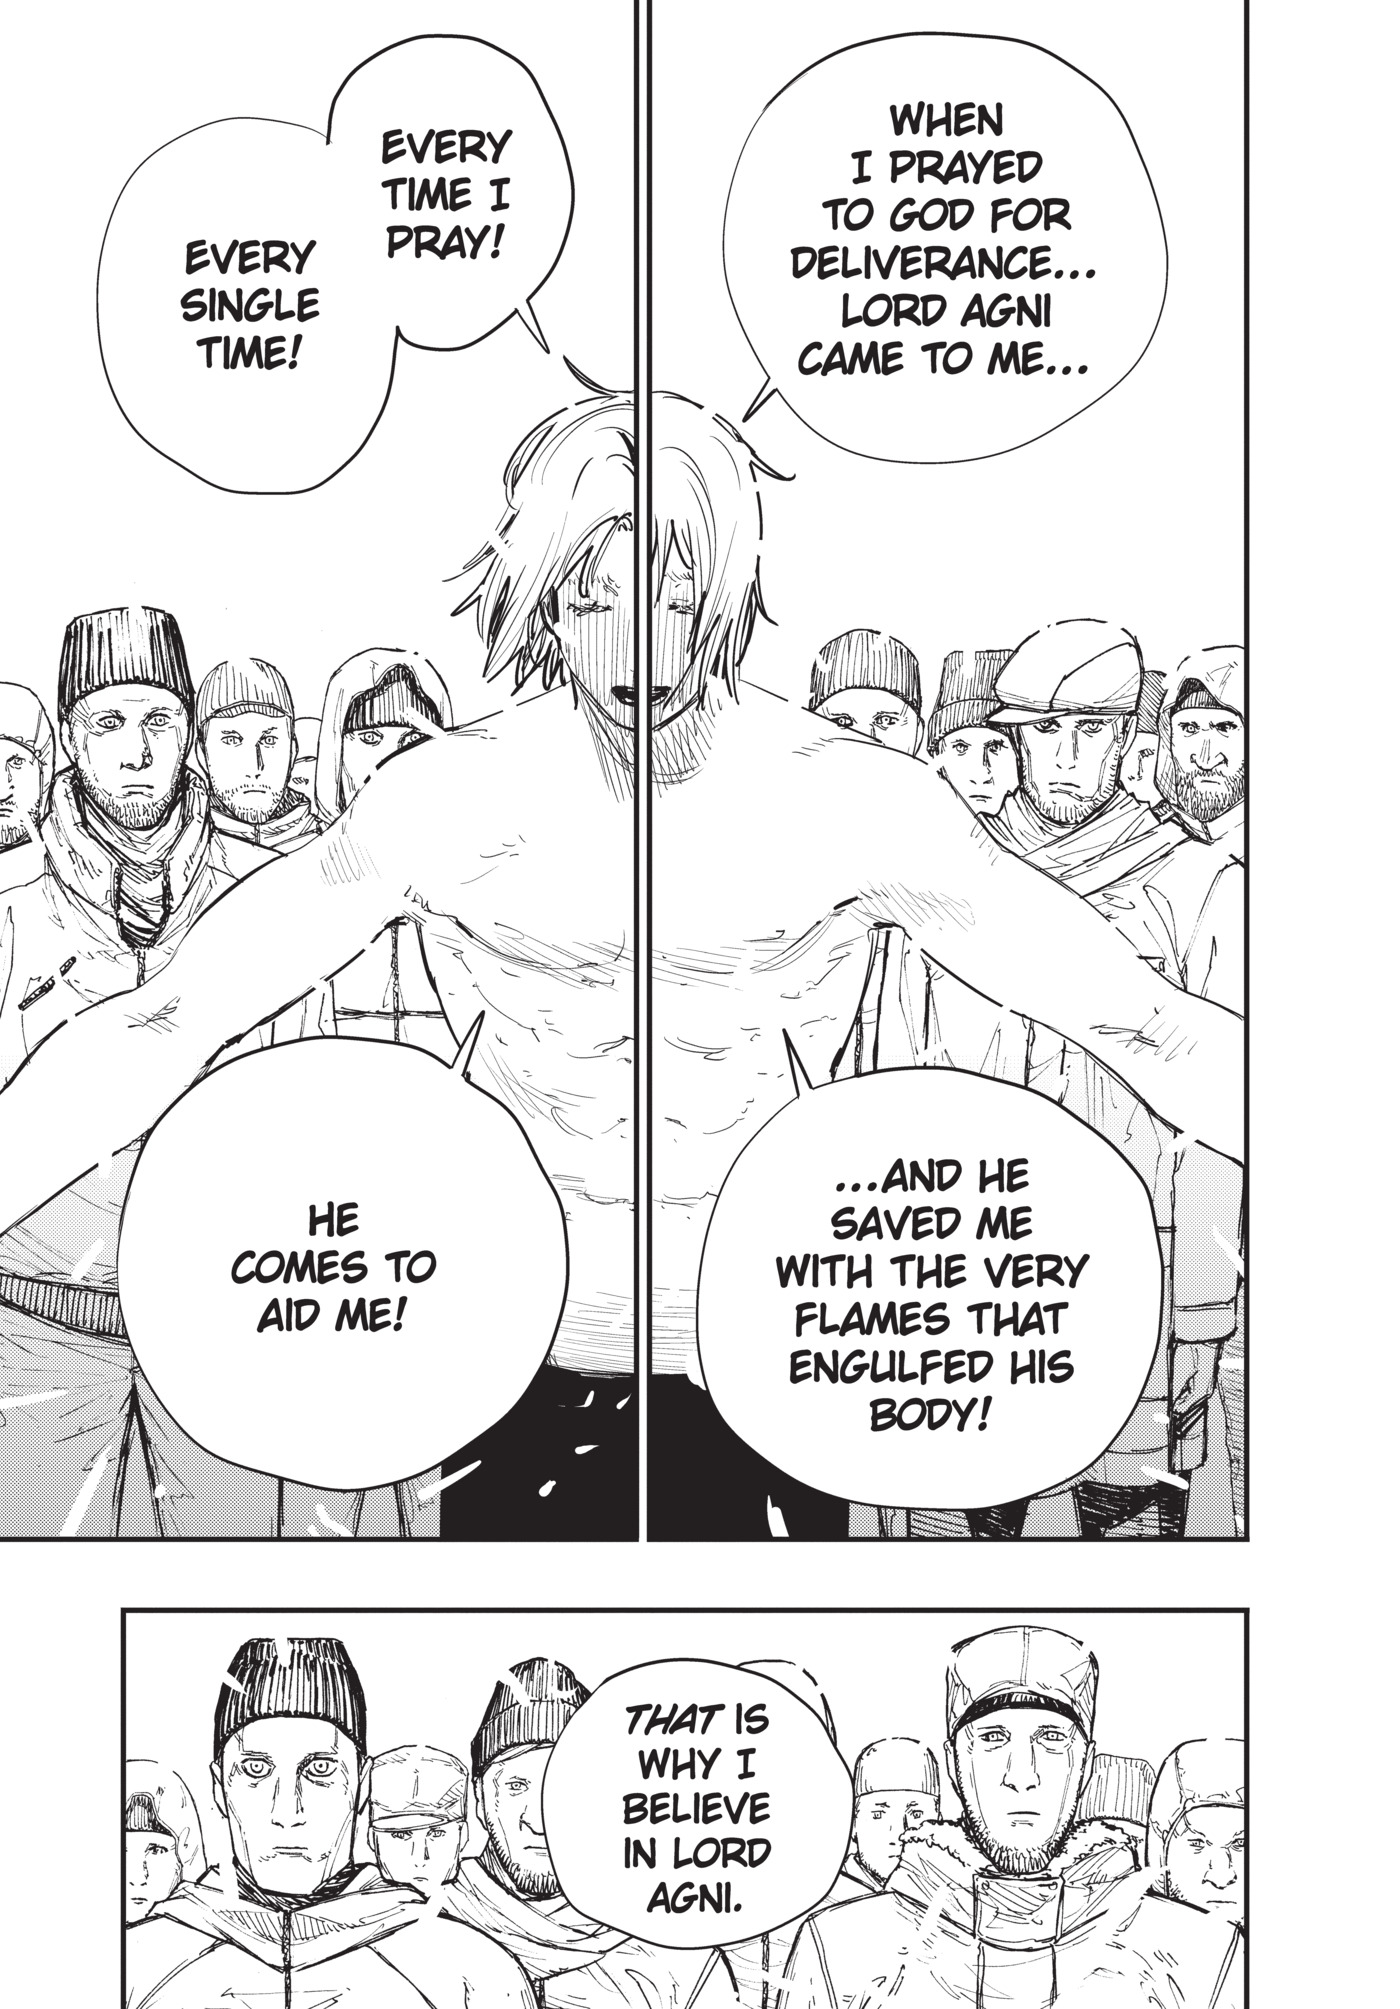 WHEN
I PRAYED
TO GOD FOR
DELIVERANCE...
LORD AGNI
CAME TO ME...
...AND HE
SAVED ME
WITH THE VERY
FLAMES THAT
ENGULFED HIS
BODY!
EVERY
TIME I
PRAY!
EVERY
SINGLE
TIME!
HE
COMES TO
AID ME!
THAT IS
WHY I
BELIEVE
IN LORD
AGNI.